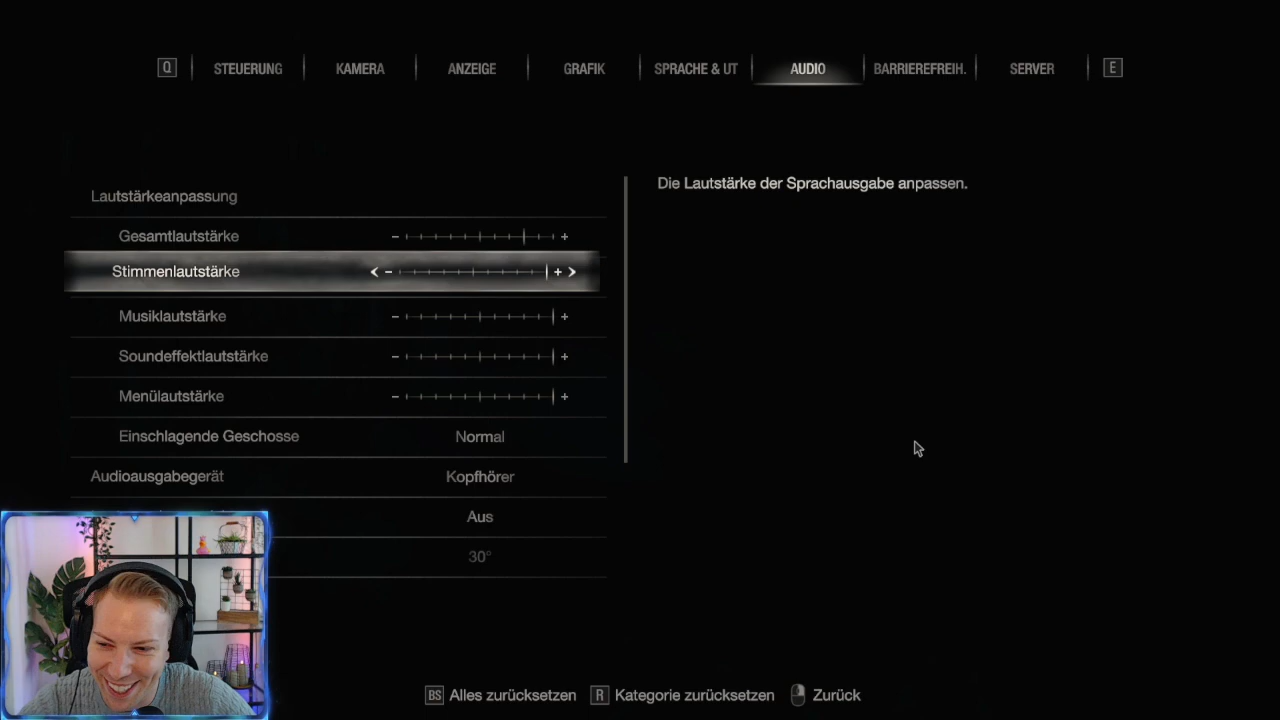 Q STEUERUNG KAMERA ANZEIGE GRAFIK SPRACHE & UT AUDIO BARRIEREFREIH. SERVER E
Lautstärkeanpassung
Die Lautstärke der Sprachausgabe anpassen.
Gesamtlautstärke - +
Stimmenlautstärke < - + >
Musiklautstärke - +
Soundeffektlautstärke - +
Menülautstärke - +
Einschlagende Geschosse Normal
Audioausgabegerät Kopfhörer
Aus
30°
BS Alles zurücksetzen R Kategorie zurücksetzen Zurück